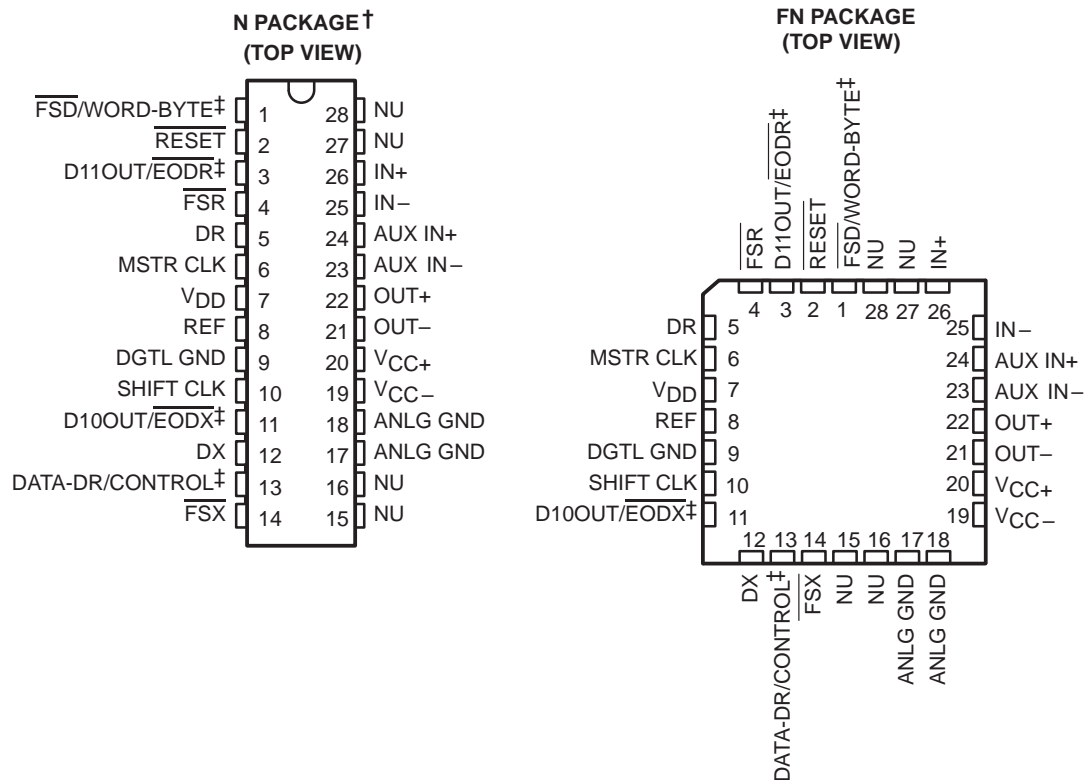 N PACKAGE†
(TOP VIEW)
FSD/WORD-BYTE‡ 1 28 NU
RESET 2 27 NU
D11OUT/EODR‡ 3 26 IN+
FSR 4 25 IN−
DR 5 24 AUX IN+
MSTR CLK 6 23 AUX IN−
VDD 7 22 OUT+
REF 8 21 OUT−
DGTL GND 9 20 VCC+
SHIFT CLK 10 19 VCC−
D10OUT/EODX‡ 11 18 ANLG GND
DX 12 17 ANLG GND
DATA-DR/CONTROL‡ 13 16 NU
FSX 14 15 NU
FN PACKAGE
(TOP VIEW)
FSR
D11OUT/EODR‡
RESET
FSD/WORD-BYTE‡
NU
NU
IN+
4 3 2 1 28 27 26
DR 5 25 IN−
MSTR CLK 6 24 AUX IN+
VDD 7 23 AUX IN−
REF 8 22 OUT+
DGTL GND 9 21 OUT−
SHIFT CLK 10 20 VCC+
D10OUT/EODX‡ 11 19 VCC−
12 13 14 15 16 17 18
DX
DATA-DR/CONTROL‡
FSX
NU
NU
ANLG GND
ANLG GND